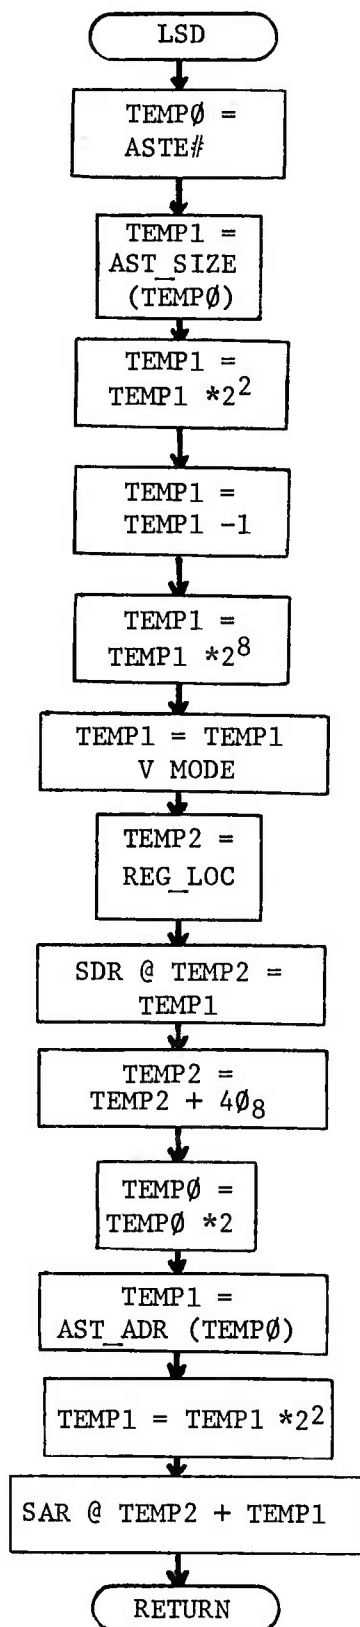 LSD
TEMPØ =
ASTE#
TEMP1 =
AST_SIZE
(TEMPØ)
TEMP1 =
TEMP1 *2²
TEMP1 =
TEMP1 -1
TEMP1 =
TEMP1 *2⁸
TEMP1 = TEMP1
V MODE
TEMP2 =
REG_LOC
SDR @ TEMP2 =
TEMP1
TEMP2 =
TEMP2 + 4Ø₈
TEMPØ =
TEMPØ *2
TEMP1 =
AST_ADR (TEMPØ)
TEMP1 = TEMP1 *2²
SAR @ TEMP2 + TEMP1
RETURN